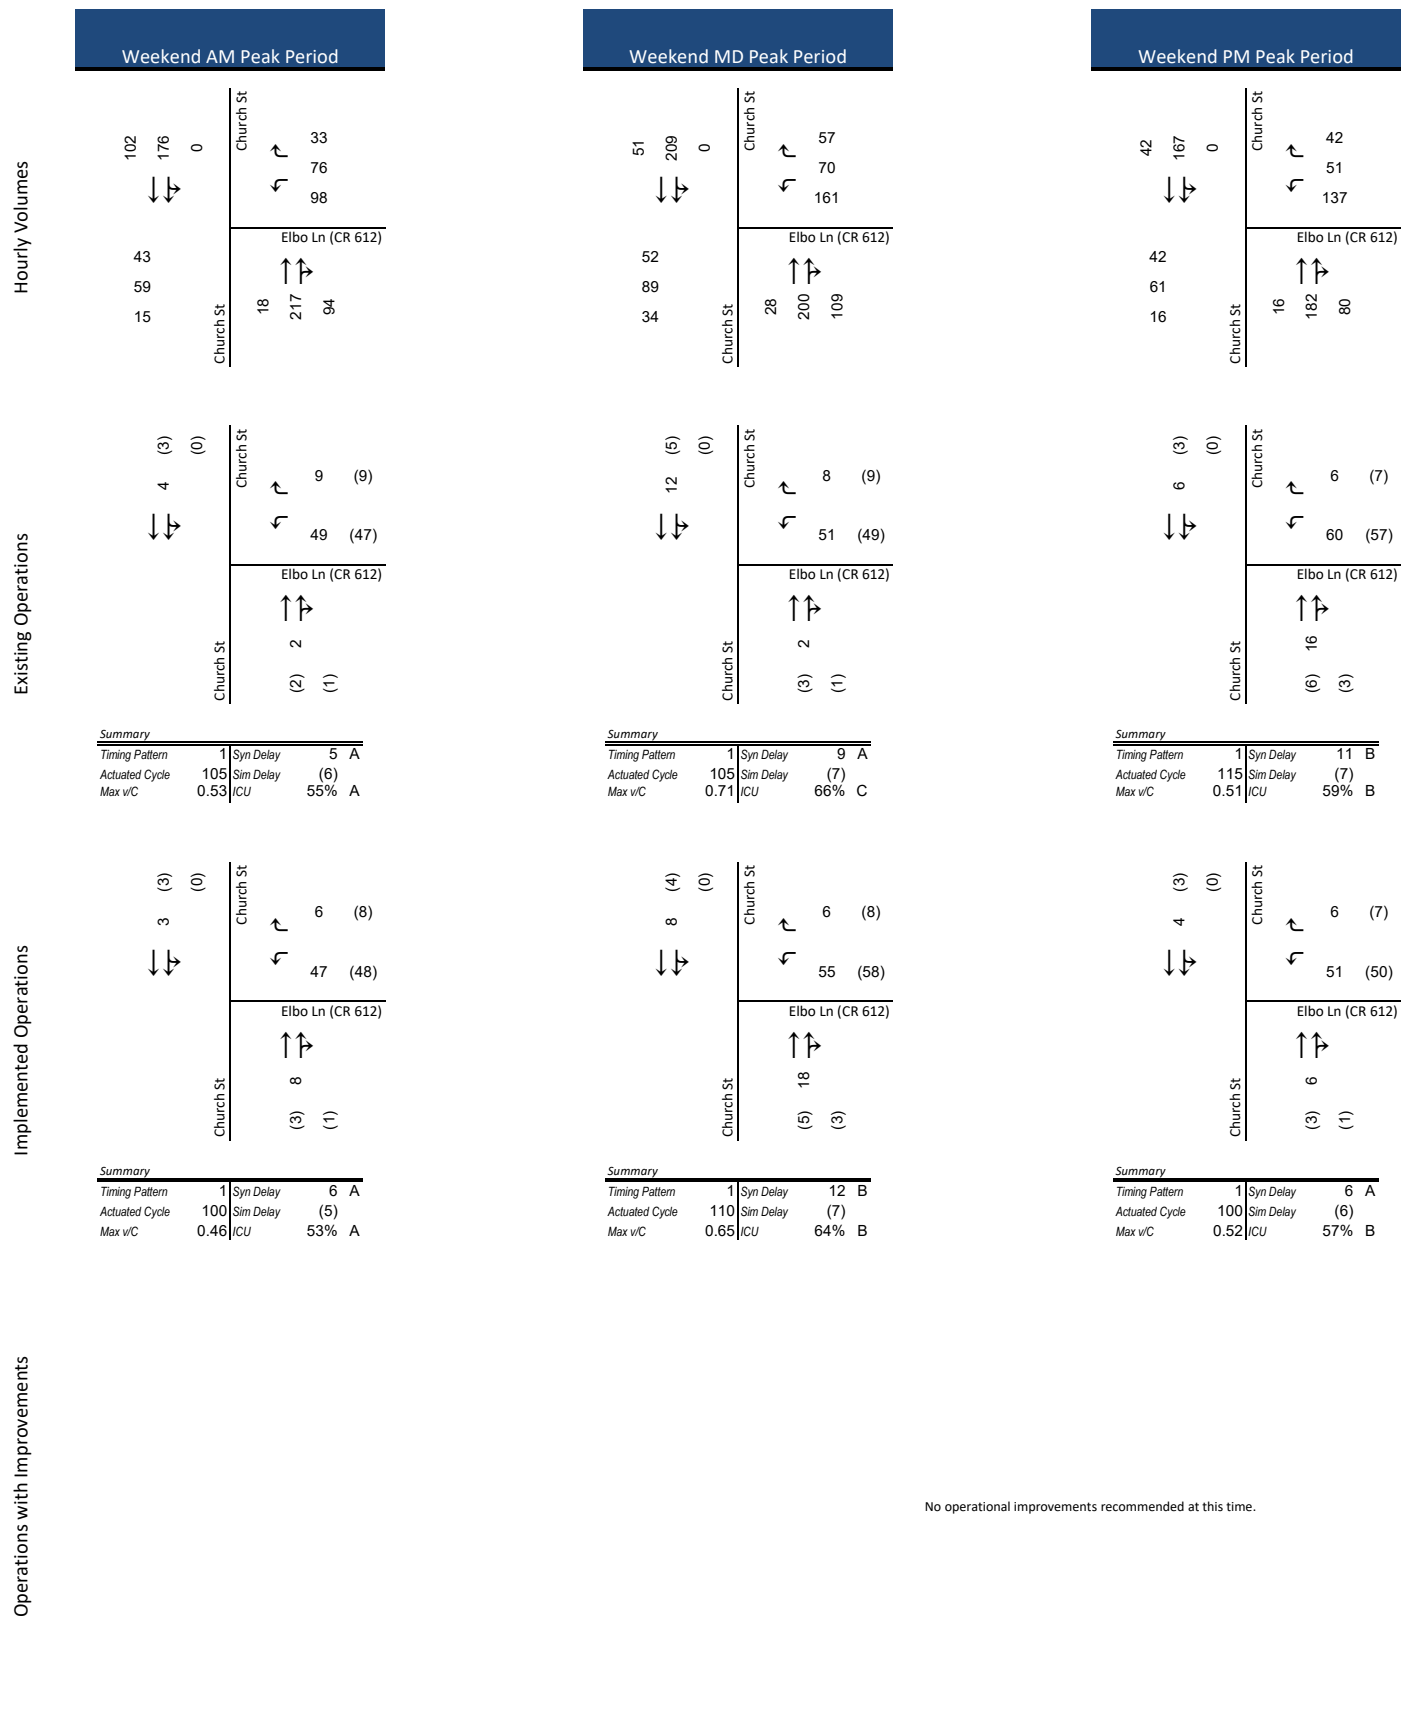 Weekend AM Peak Period
Weekend MD Peak Period
Weekend PM Peak Period
Hourly Volumes
102 176 0
Church St
33
76
98
Elbo Ln (CR 612)
43
59
15
Church St
18 217 94
51 209 0
Church St
57
70
161
Elbo Ln (CR 612)
52
89
34
Church St
28 200 109
42 167 0
Church St
42
51
137
Elbo Ln (CR 612)
42
61
16
Church St
16 182 80
Existing Operations
(3) (0)
4
Church St
9 (9)
49 (47)
Elbo Ln (CR 612)
Church St
2
(2) (1)
Summary
Timing Pattern 1 Syn Delay 5 A
Actuated Cycle 105 Sim Delay (6)
Max v/C 0.53 ICU 55% A
(5) (0)
12
Church St
8 (9)
51 (49)
Elbo Ln (CR 612)
Church St
2
(3) (1)
Summary
Timing Pattern 1 Syn Delay 9 A
Actuated Cycle 105 Sim Delay (7)
Max v/C 0.71 ICU 66% C
(3) (0)
6
Church St
6 (7)
60 (57)
Elbo Ln (CR 612)
Church St
16
(6) (3)
Summary
Timing Pattern 1 Syn Delay 11 B
Actuated Cycle 115 Sim Delay (7)
Max v/C 0.51 ICU 59% B
Implemented Operations
(3) (0)
3
Church St
6 (8)
47 (48)
Elbo Ln (CR 612)
Church St
8
(3) (1)
Summary
Timing Pattern 1 Syn Delay 6 A
Actuated Cycle 100 Sim Delay (5)
Max v/C 0.46 ICU 53% A
(4) (0)
8
Church St
6 (8)
55 (58)
Elbo Ln (CR 612)
Church St
18
(5) (3)
Summary
Timing Pattern 1 Syn Delay 12 B
Actuated Cycle 110 Sim Delay (7)
Max v/C 0.65 ICU 64% B
(3) (0)
4
Church St
6 (7)
51 (50)
Elbo Ln (CR 612)
Church St
6
(3) (1)
Summary
Timing Pattern 1 Syn Delay 6 A
Actuated Cycle 100 Sim Delay (6)
Max v/C 0.52 ICU 57% B
Operations with Improvements
No operational improvements recommended at this time.